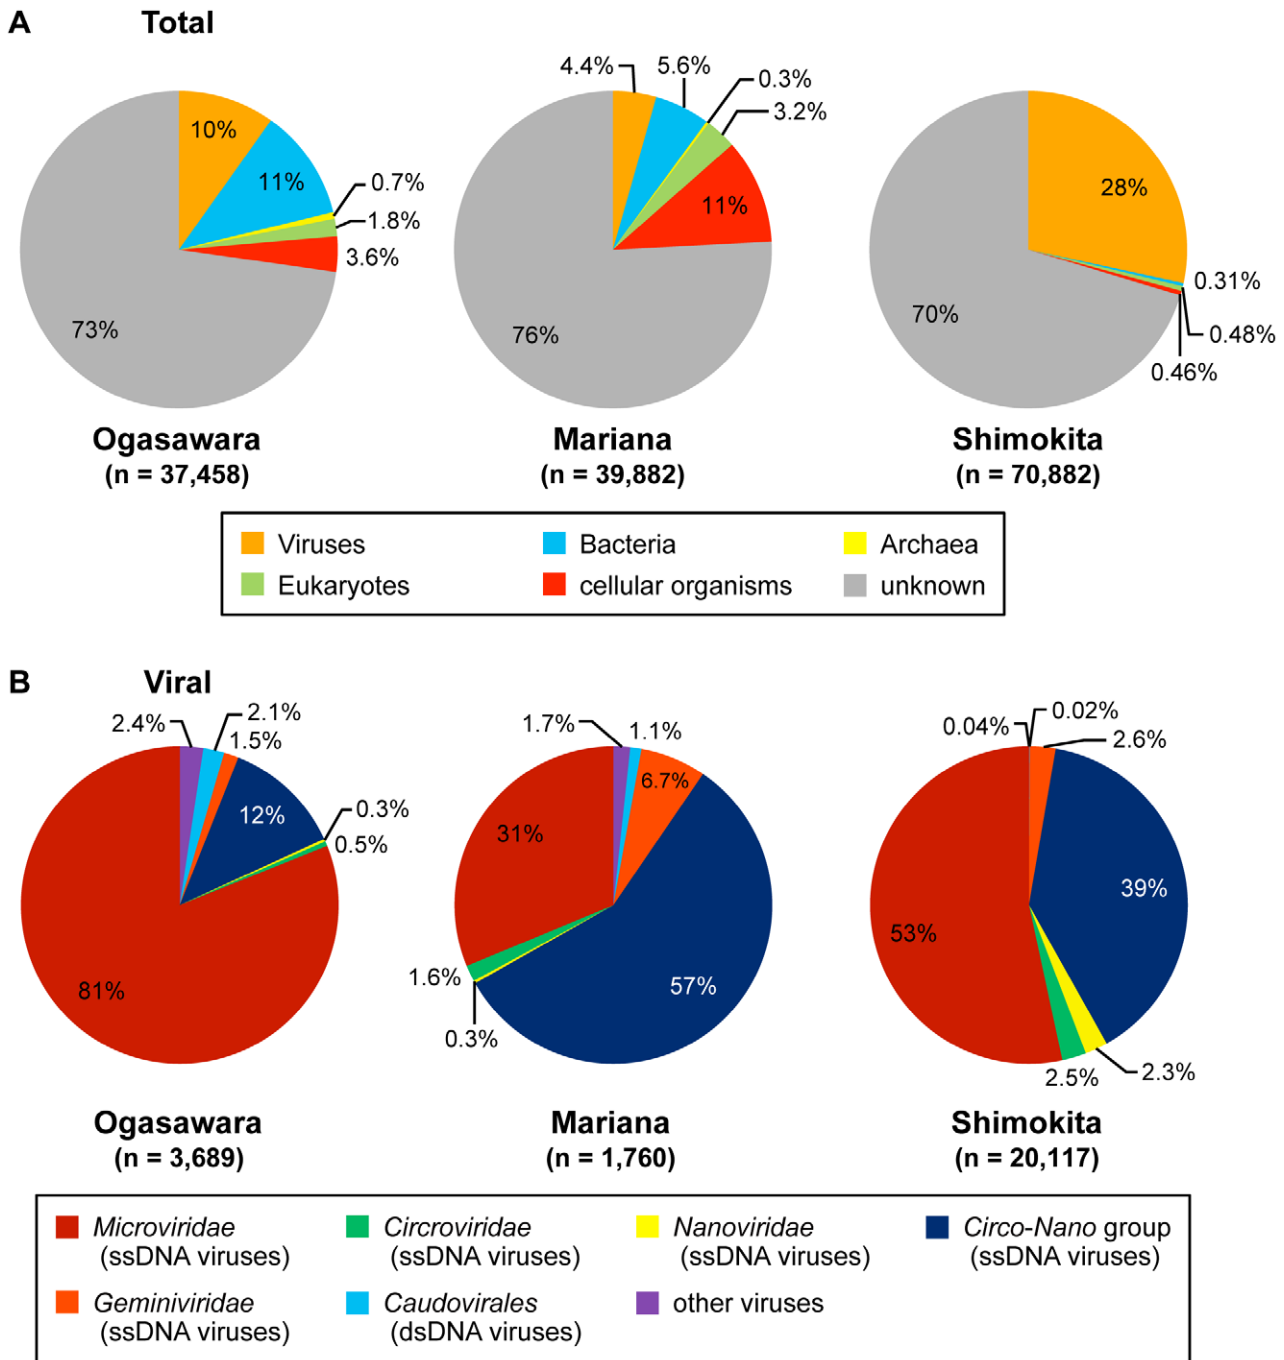 A Total
4.4% 5.6% 0.3%
3.2%
10%
11%
0.7%
1.8%
3.6%
73%
11%
76%
28%
70%
0.31%
0.48%
0.46%
Ogasawara
(n = 37,458)
Mariana
(n = 39,882)
Shimokita
(n = 70,882)
Viruses Bacteria Archaea
Eukaryotes cellular organisms unknown
B Viral
2.4% 2.1%
1.5%
12%
0.3%
0.5%
81%
1.7% 1.1%
6.7%
31%
57%
1.6%
0.3%
0.04% 0.02%
2.6%
39%
53%
2.5% 2.3%
Ogasawara
(n = 3,689)
Mariana
(n = 1,760)
Shimokita
(n = 20,117)
Microviridae Circroviridae Nanoviridae Circo-Nano group
(ssDNA viruses) (ssDNA viruses) (ssDNA viruses) (ssDNA viruses)
Geminiviridae Caudovirales other viruses
(ssDNA viruses) (dsDNA viruses)